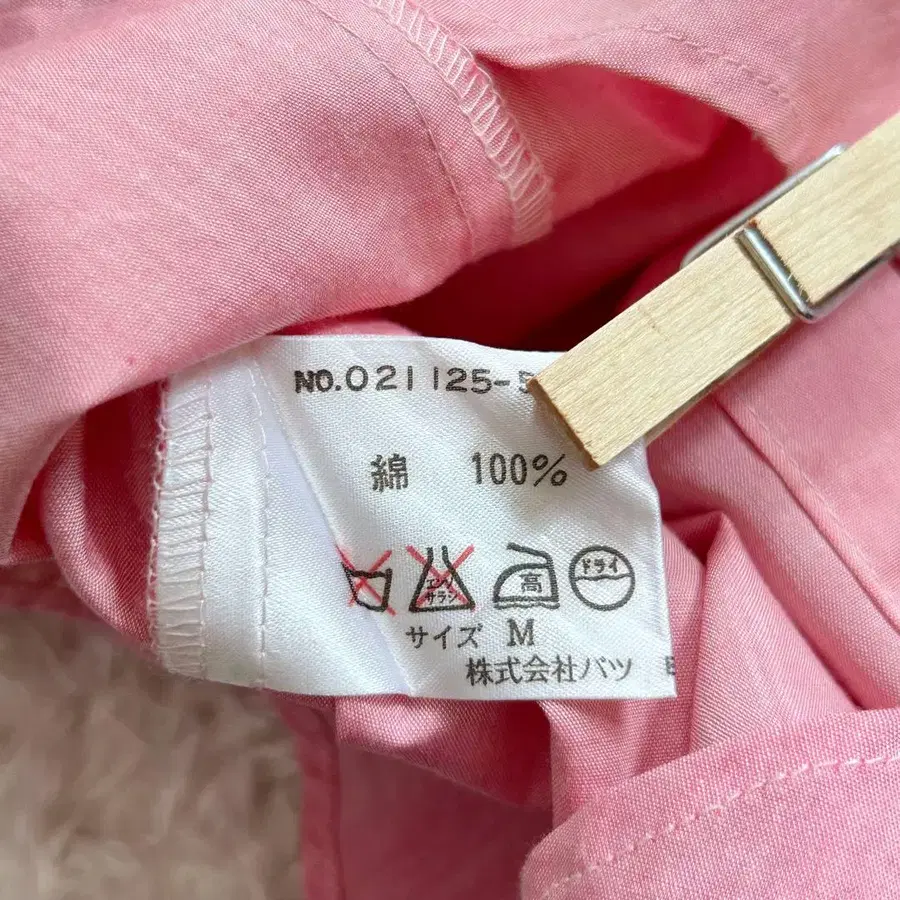 NO.021125-5
綿 100%
エンソ サラシ 高 ドライ
サイズ M
株式会社バツ